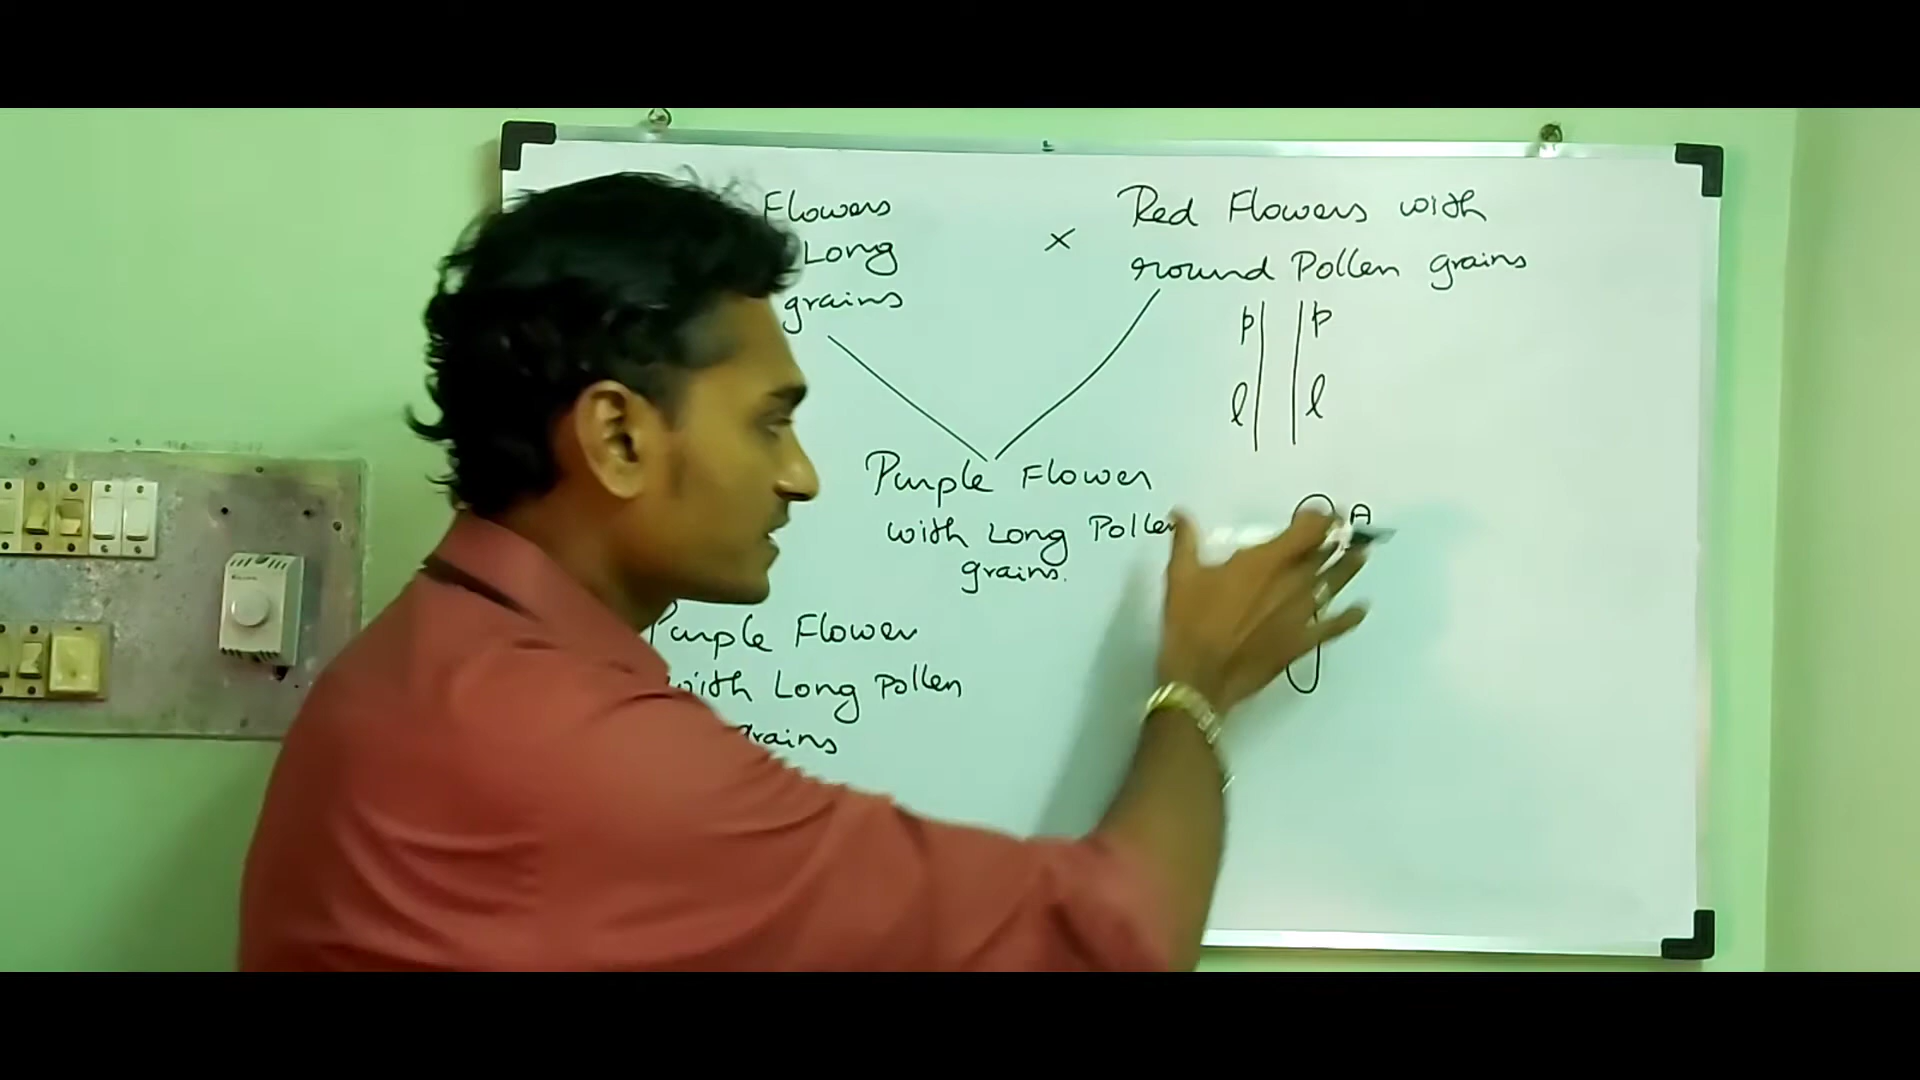 Flowers
Long
grains
×
Red Flowers with
round Pollen grains
p p
l l
Purple Flower
with Long Pollen
grains.
A
Purple Flower
with Long pollen
grains